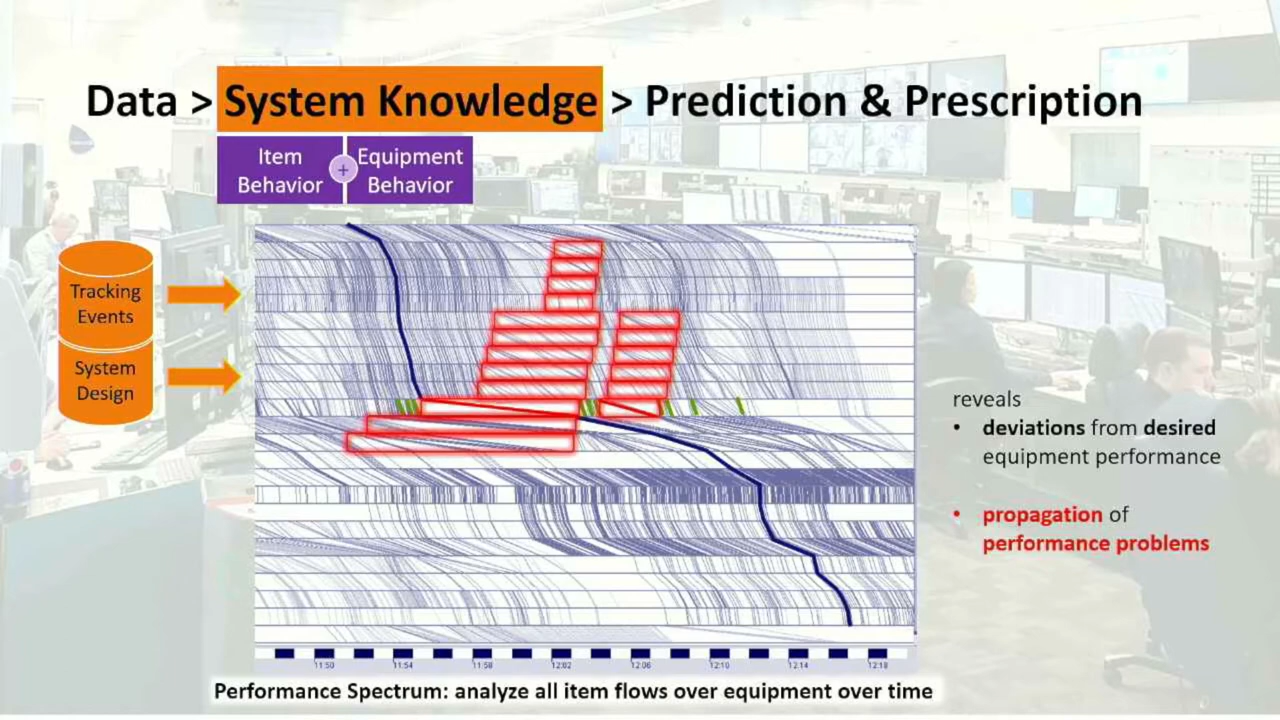 Data > System Knowledge > Prediction & Prescription
Item
Behavior
+
Equipment
Behavior
Tracking
Events
System
Design
reveals
• deviations from desired
equipment performance
• propagation of
performance problems
11:50 11:54 11:58 12:02 12:06 12:10 12:14 12:18
Performance Spectrum: analyze all item flows over equipment over time